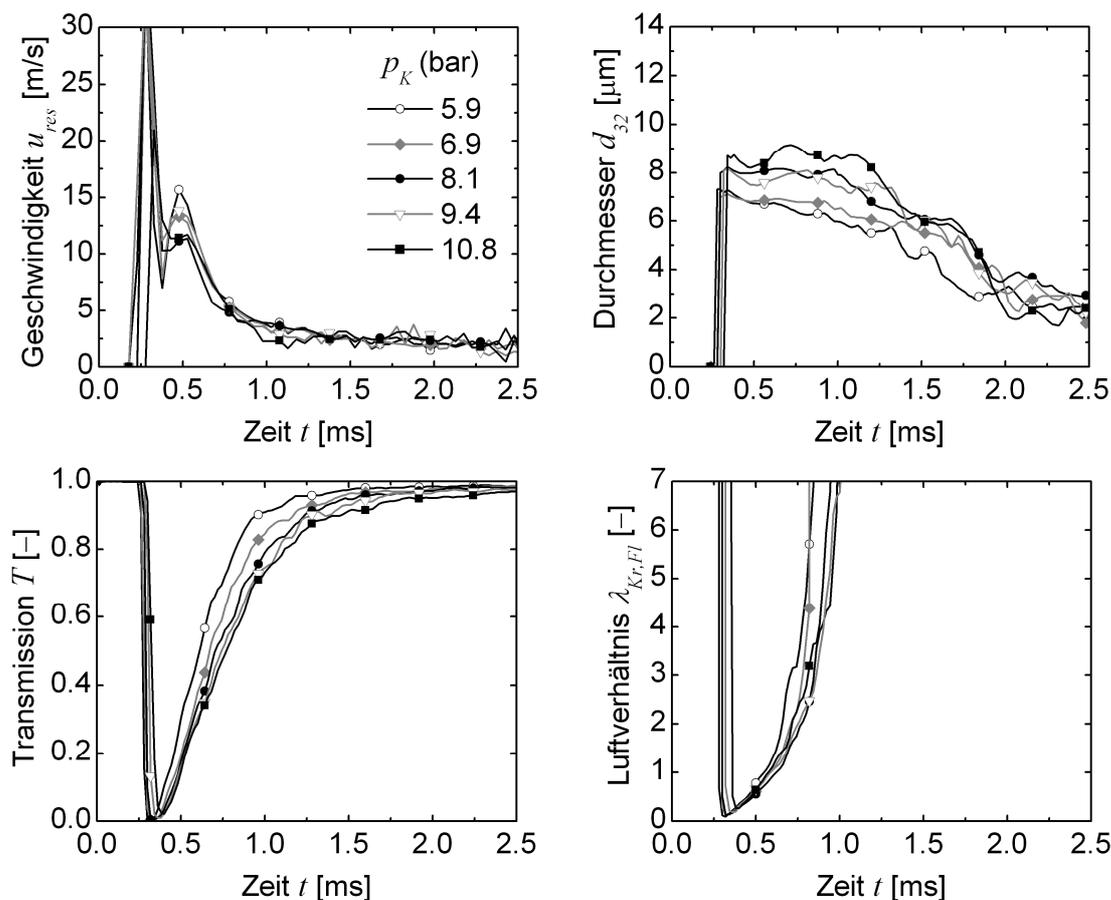 30
25
20
15
10
5
0
Geschwindigkeit u_res [m/s]
p_K (bar)
5.9
6.9
8.1
9.4
10.8
0.0 0.5 1.0 1.5 2.0 2.5
Zeit t [ms]
14
12
10
8
6
4
2
0
Durchmesser d_32 [µm]
0.0 0.5 1.0 1.5 2.0 2.5
Zeit t [ms]
1.0
0.8
0.6
0.4
0.2
0.0
Transmission T [–]
0.0 0.5 1.0 1.5 2.0 2.5
Zeit t [ms]
7
6
5
4
3
2
1
0
Luftverhältnis λ_Kr,Fl [–]
0.0 0.5 1.0 1.5 2.0 2.5
Zeit t [ms]